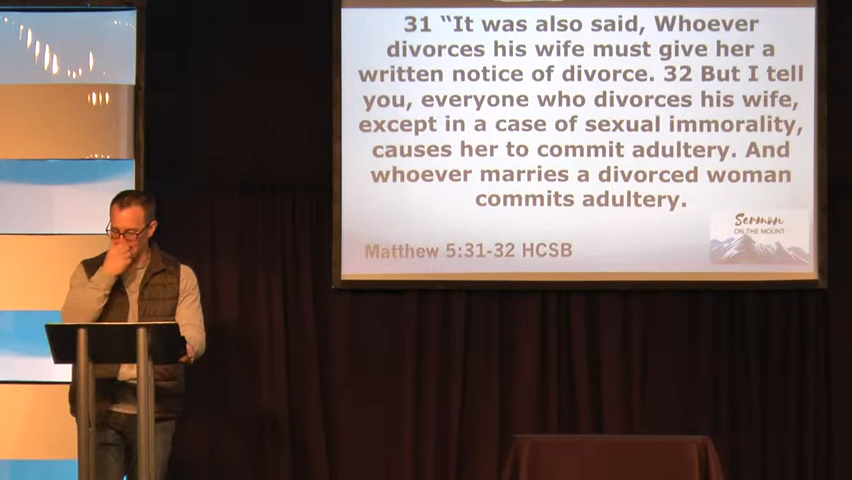 31 “It was also said, Whoever
divorces his wife must give her a
written notice of divorce. 32 But I tell
you, everyone who divorces his wife,
except in a case of sexual immorality,
causes her to commit adultery. And
whoever marries a divorced woman
commits adultery.
Sermon
ON THE MOUNT
Matthew 5:31-32 HCSB